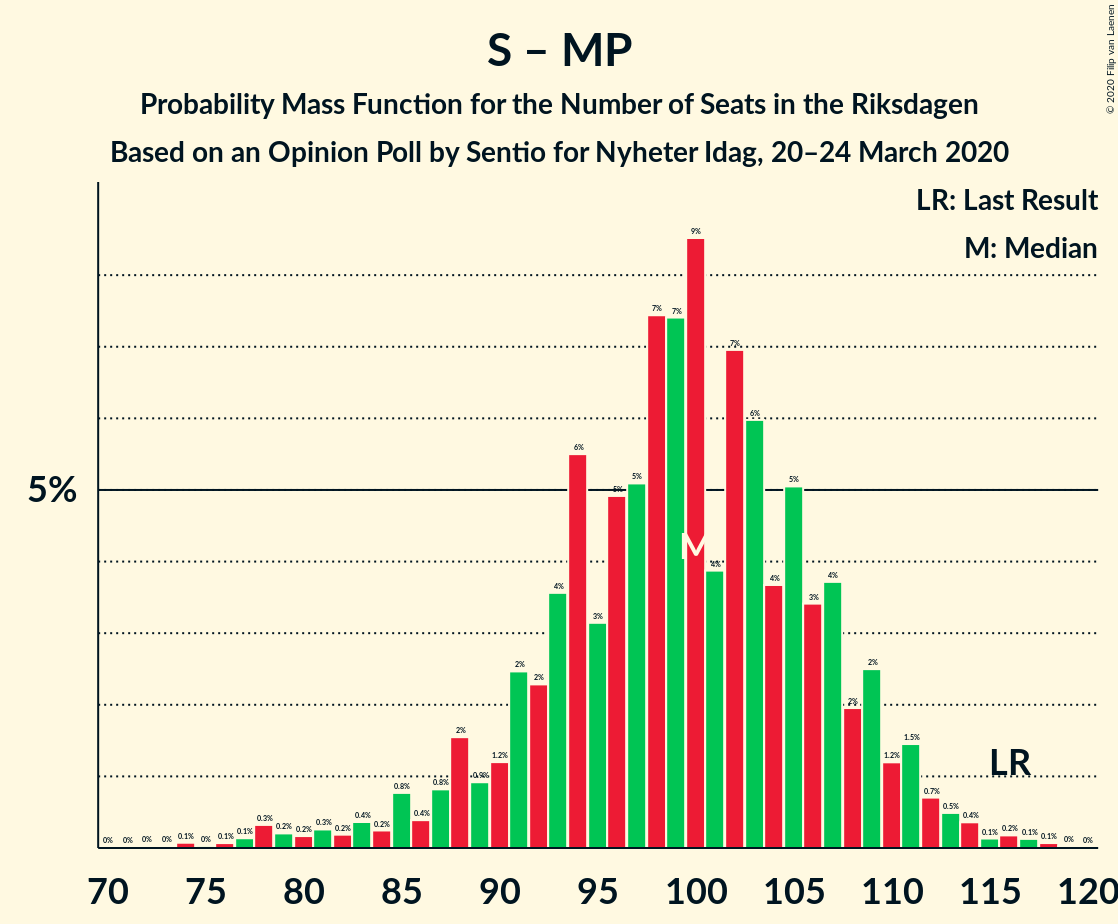 S – MP
Probability Mass Function for the Number of Seats in the Riksdagen
Based on an Opinion Poll by Sentio for Nyheter Idag, 20–24 March 2020
© 2020 Filip van Laenen
LR: Last Result
M: Median
5%
0% 0% 0% 0% 0.1% 0% 0.1% 0.1% 0.3% 0.2% 0.2% 0.3% 0.2% 0.4% 0.2% 0.8% 0.4% 0.8% 2% 0.9% 1.2% 2% 2% 4% 6% 3% 5% 5% 7% 7% 9% 4% 7% 6% 4% 5% 3% 4% 2% 2% 1.2% 1.5% 0.7% 0.5% 0.4% 0.1% 0.2% 0.1% 0.1% 0% 0%
M
LR
70 75 80 85 90 95 100 105 110 115 120